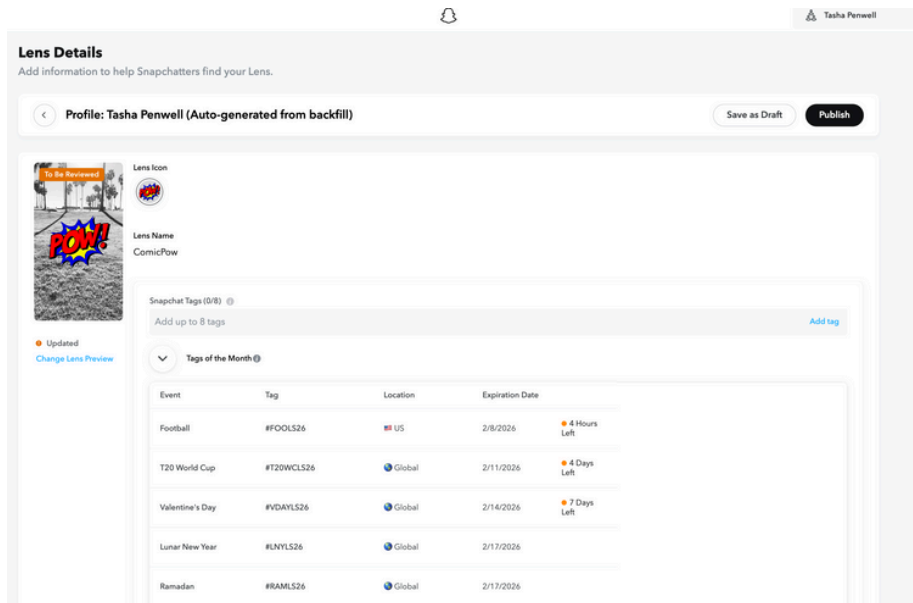 Tasha Penwell
Lens Details
Add information to help Snapchatters find your Lens.
Profile: Tasha Penwell (Auto-generated from backfill)
Save as Draft
Publish
To Be Reviewed
POW!
Updated
Change Lens Preview
Lens Icon
POW!
Lens Name
ComicPow
Snapchat Tags (0/8)
Add up to 8 tags
Add tag
Tags of the Month
Event Tag Location Expiration Date
Football #FOOLS26 US 2/8/2026 4 Hours
Left
T20 World Cup #T20WCLS26 Global 2/11/2026 4 Days
Left
Valentine's Day #VDAYLS26 Global 2/14/2026 7 Days
Left
Lunar New Year #LNYLS26 Global 2/17/2026
Ramadan #RAMLS26 Global 2/17/2026